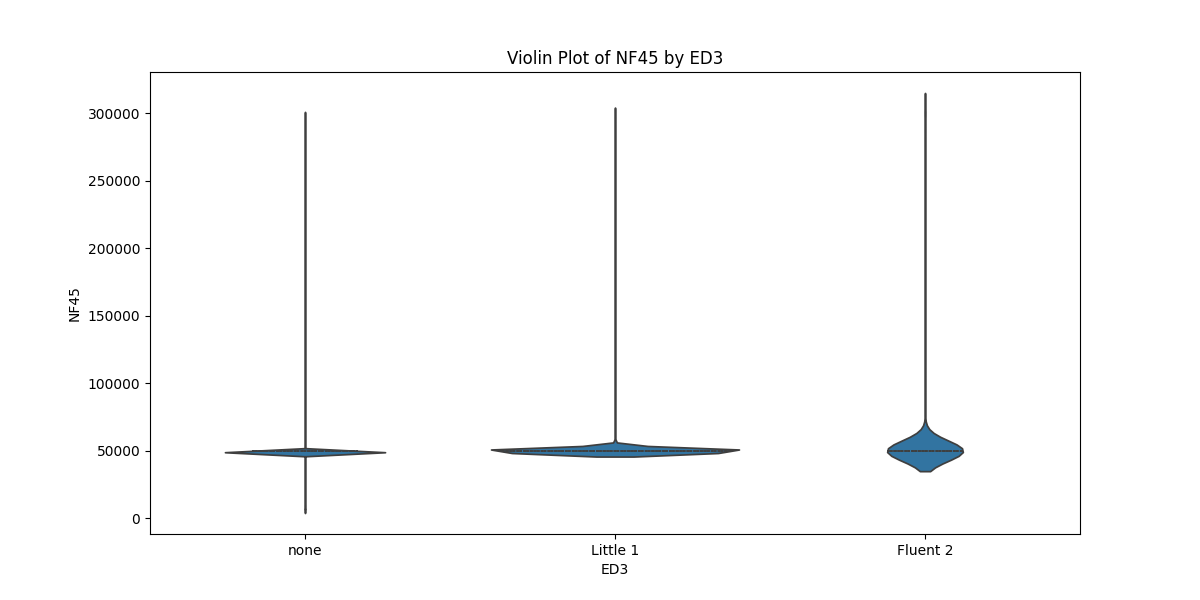 Violin Plot of NF45 by ED3
300000
250000
200000
150000
100000
50000
0
NF45
none
Little 1
Fluent 2
ED3